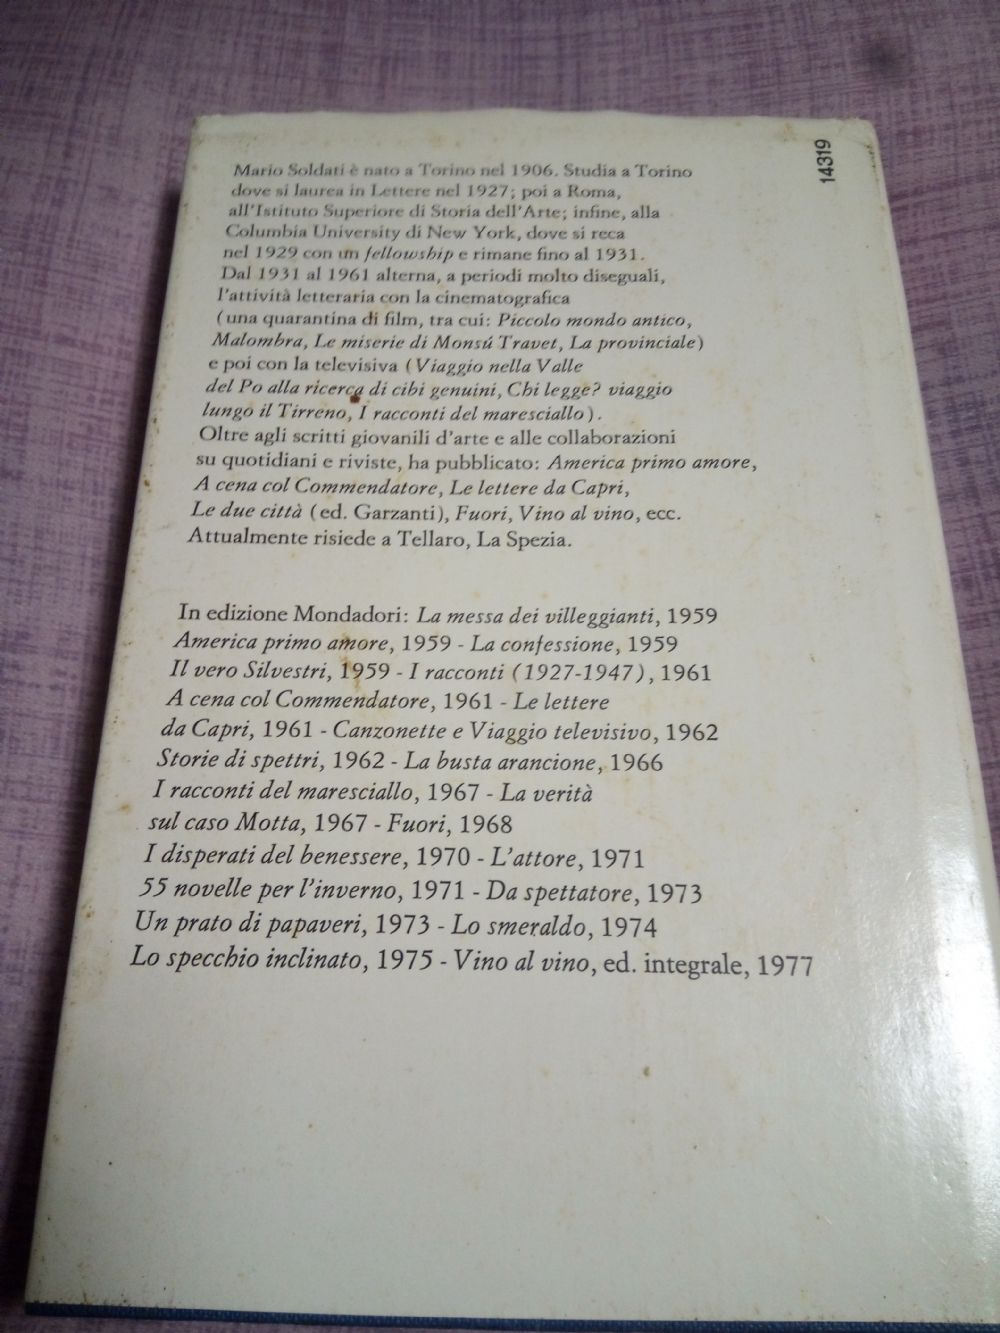 14319
Mario Soldati è nato a Torino nel 1906. Studia a Torino
dove si laurea in Lettere nel 1927; poi a Roma,
all'Istituto Superiore di Storia dell'Arte; infine, alla
Columbia University di New York, dove si reca
nel 1929 con un fellowship e rimane fino al 1931.
Dal 1931 al 1961 alterna, a periodi molto diseguali,
l'attività letteraria con la cinematografica
(una quarantina di film, tra cui: Piccolo mondo antico,
Malombra, Le miserie di Monsú Travet, La provinciale)
e poi con la televisiva (Viaggio nella Valle
del Po alla ricerca di cibi genuini, Chi legge? viaggio
lungo il Tirreno, I racconti del maresciallo).
Oltre agli scritti giovanili d'arte e alle collaborazioni
su quotidiani e riviste, ha pubblicato: America primo amore,
A cena col Commendatore, Le lettere da Capri,
Le due città (ed. Garzanti), Fuori, Vino al vino, ecc.
Attualmente risiede a Tellaro, La Spezia.
In edizione Mondadori: La messa dei villeggianti, 1959
America primo amore, 1959 - La confessione, 1959
Il vero Silvestri, 1959 - I racconti (1927-1947), 1961
A cena col Commendatore, 1961 - Le lettere
da Capri, 1961 - Canzonette e Viaggio televisivo, 1962
Storie di spettri, 1962 - La busta arancione, 1966
I racconti del maresciallo, 1967 - La verità
sul caso Motta, 1967 - Fuori, 1968
I disperati del benessere, 1970 - L'attore, 1971
55 novelle per l'inverno, 1971 - Da spettatore, 1973
Un prato di papaveri, 1973 - Lo smeraldo, 1974
Lo specchio inclinato, 1975 - Vino al vino, ed. integrale, 1977